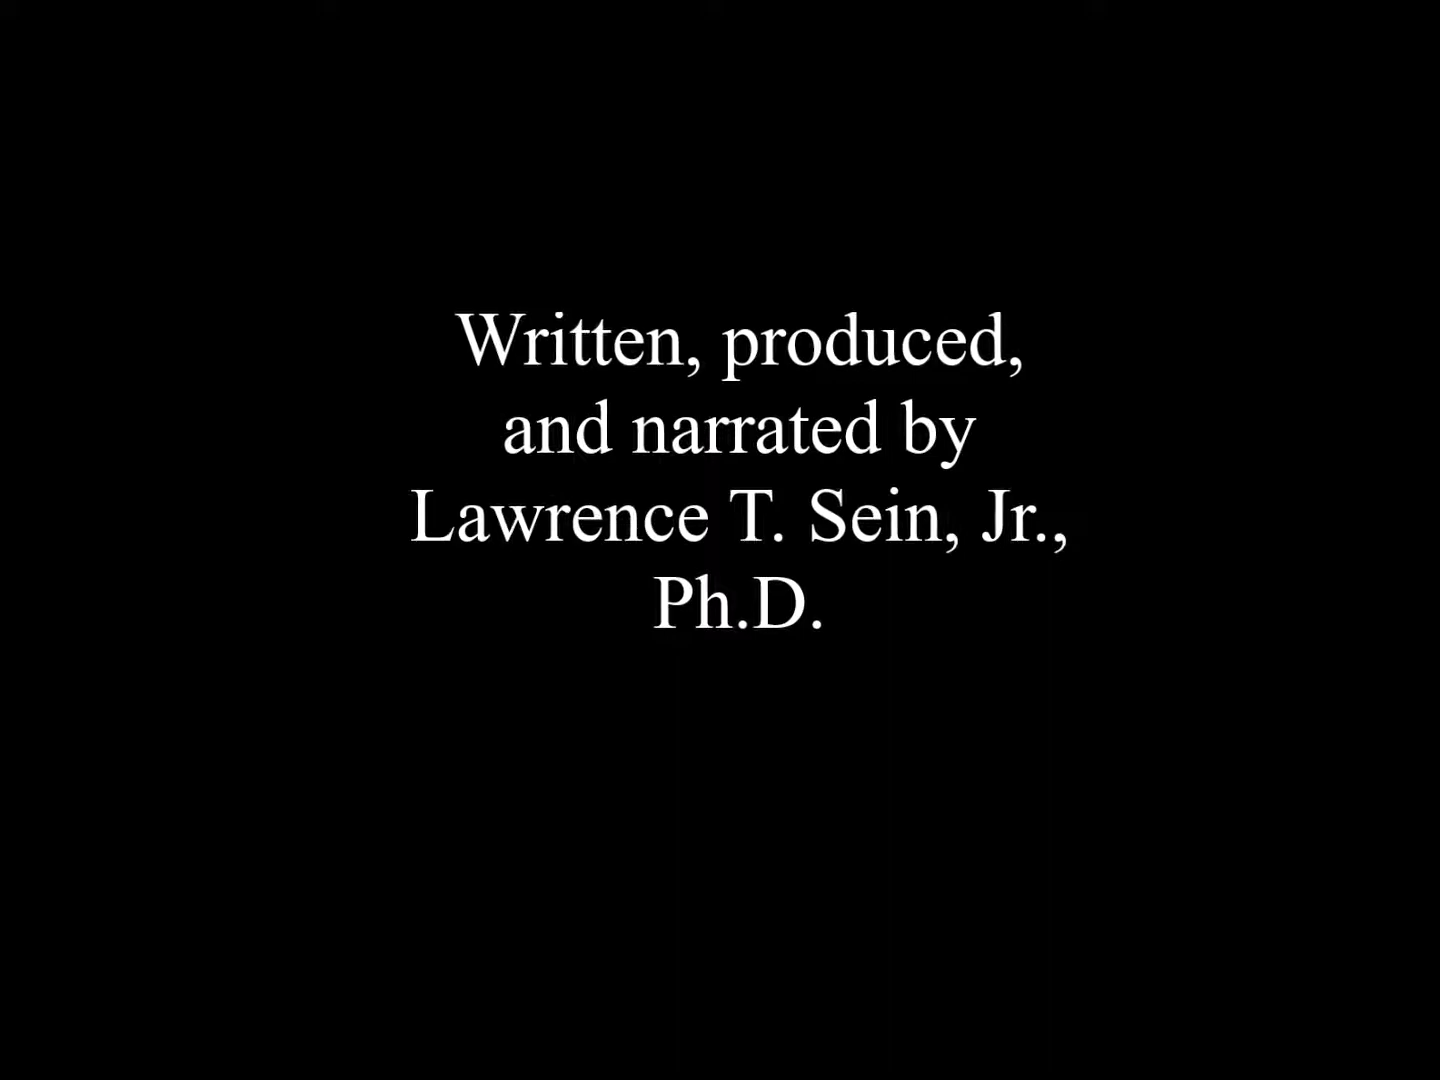 Written, produced,
and narrated by
Lawrence T. Sein, Jr.,
Ph.D.